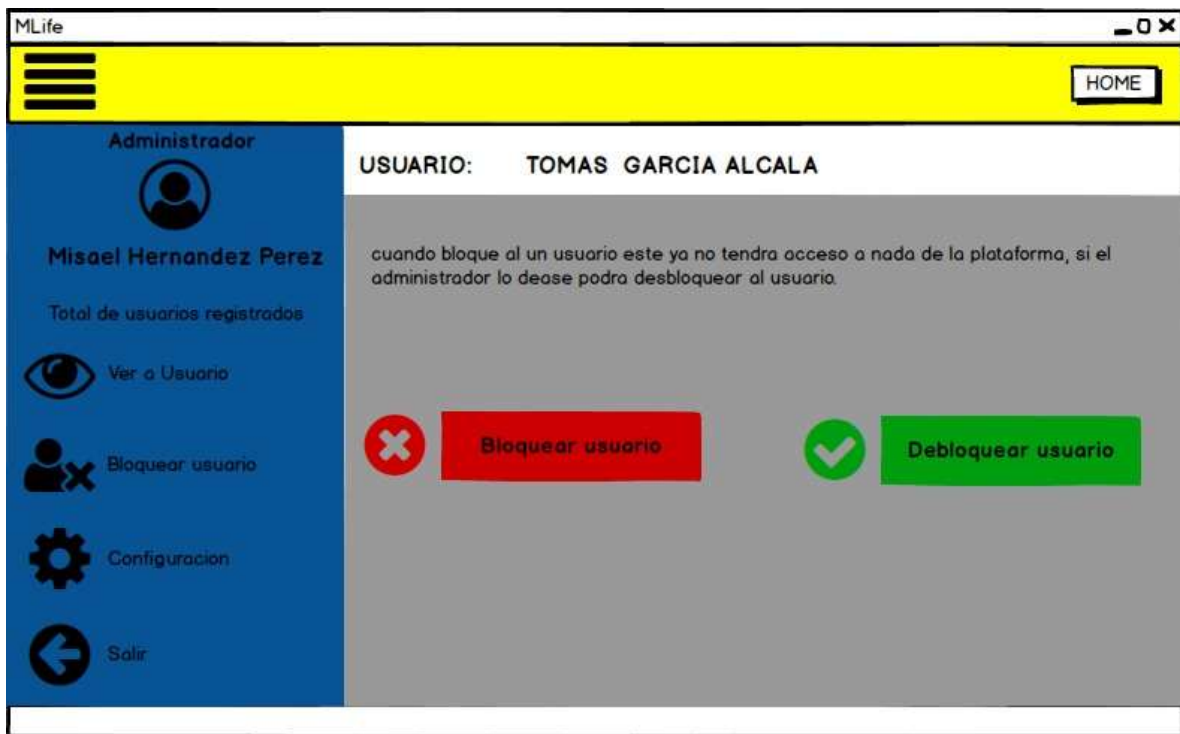 MLife
HOME
Administrador
Misael Hernandez Perez
Total de usuarios registrados
Ver a Usuario
Bloquear usuario
Configuracion
Salir
USUARIO: TOMAS GARCIA ALCALA
cuando bloque al un usuario este ya no tendra acceso a nada de la plataforma, si el
administrador lo dease podra desbloquear al usuario.
Bloquear usuario
Debloquear usuario